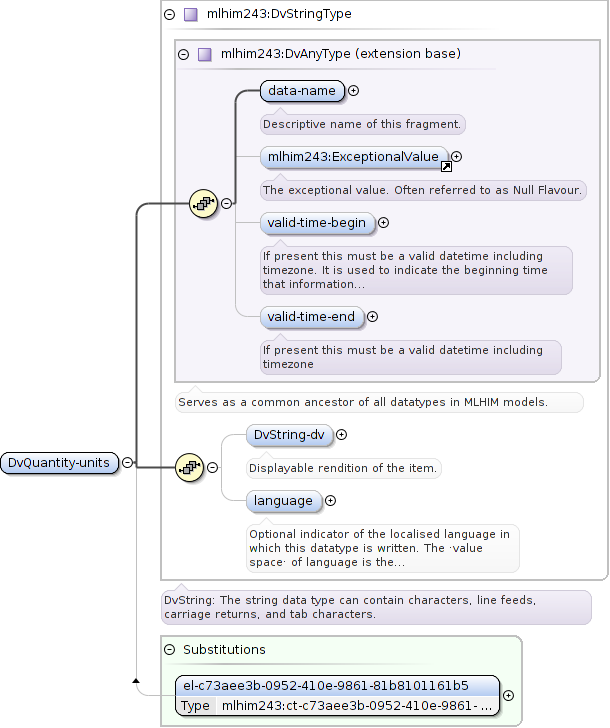 mlhim243:DvStringType
mlhim243:DvAnyType (extension base)
data-name
Descriptive name of this fragment.
mlhim243:ExceptionalValue
The exceptional value. Often referred to as Null Flavour.
valid-time-begin
If present this must be a valid datetime including
timezone. It is used to indicate the beginning time
that information...
valid-time-end
If present this must be a valid datetime including
timezone
Serves as a common ancestor of all datatypes in MLHIM models.
DvQuantity-units
DvString-dv
Displayable rendition of the item.
language
Optional indicator of the localised language in
which this datatype is written. The ·value
space· of language is the...
DvString: The string data type can contain characters, line feeds,
carriage returns, and tab characters.
Substitutions
el-c73aee3b-0952-410e-9861-81b8101161b5
Type mlhim243:ct-c73aee3b-0952-410e-9861- ...